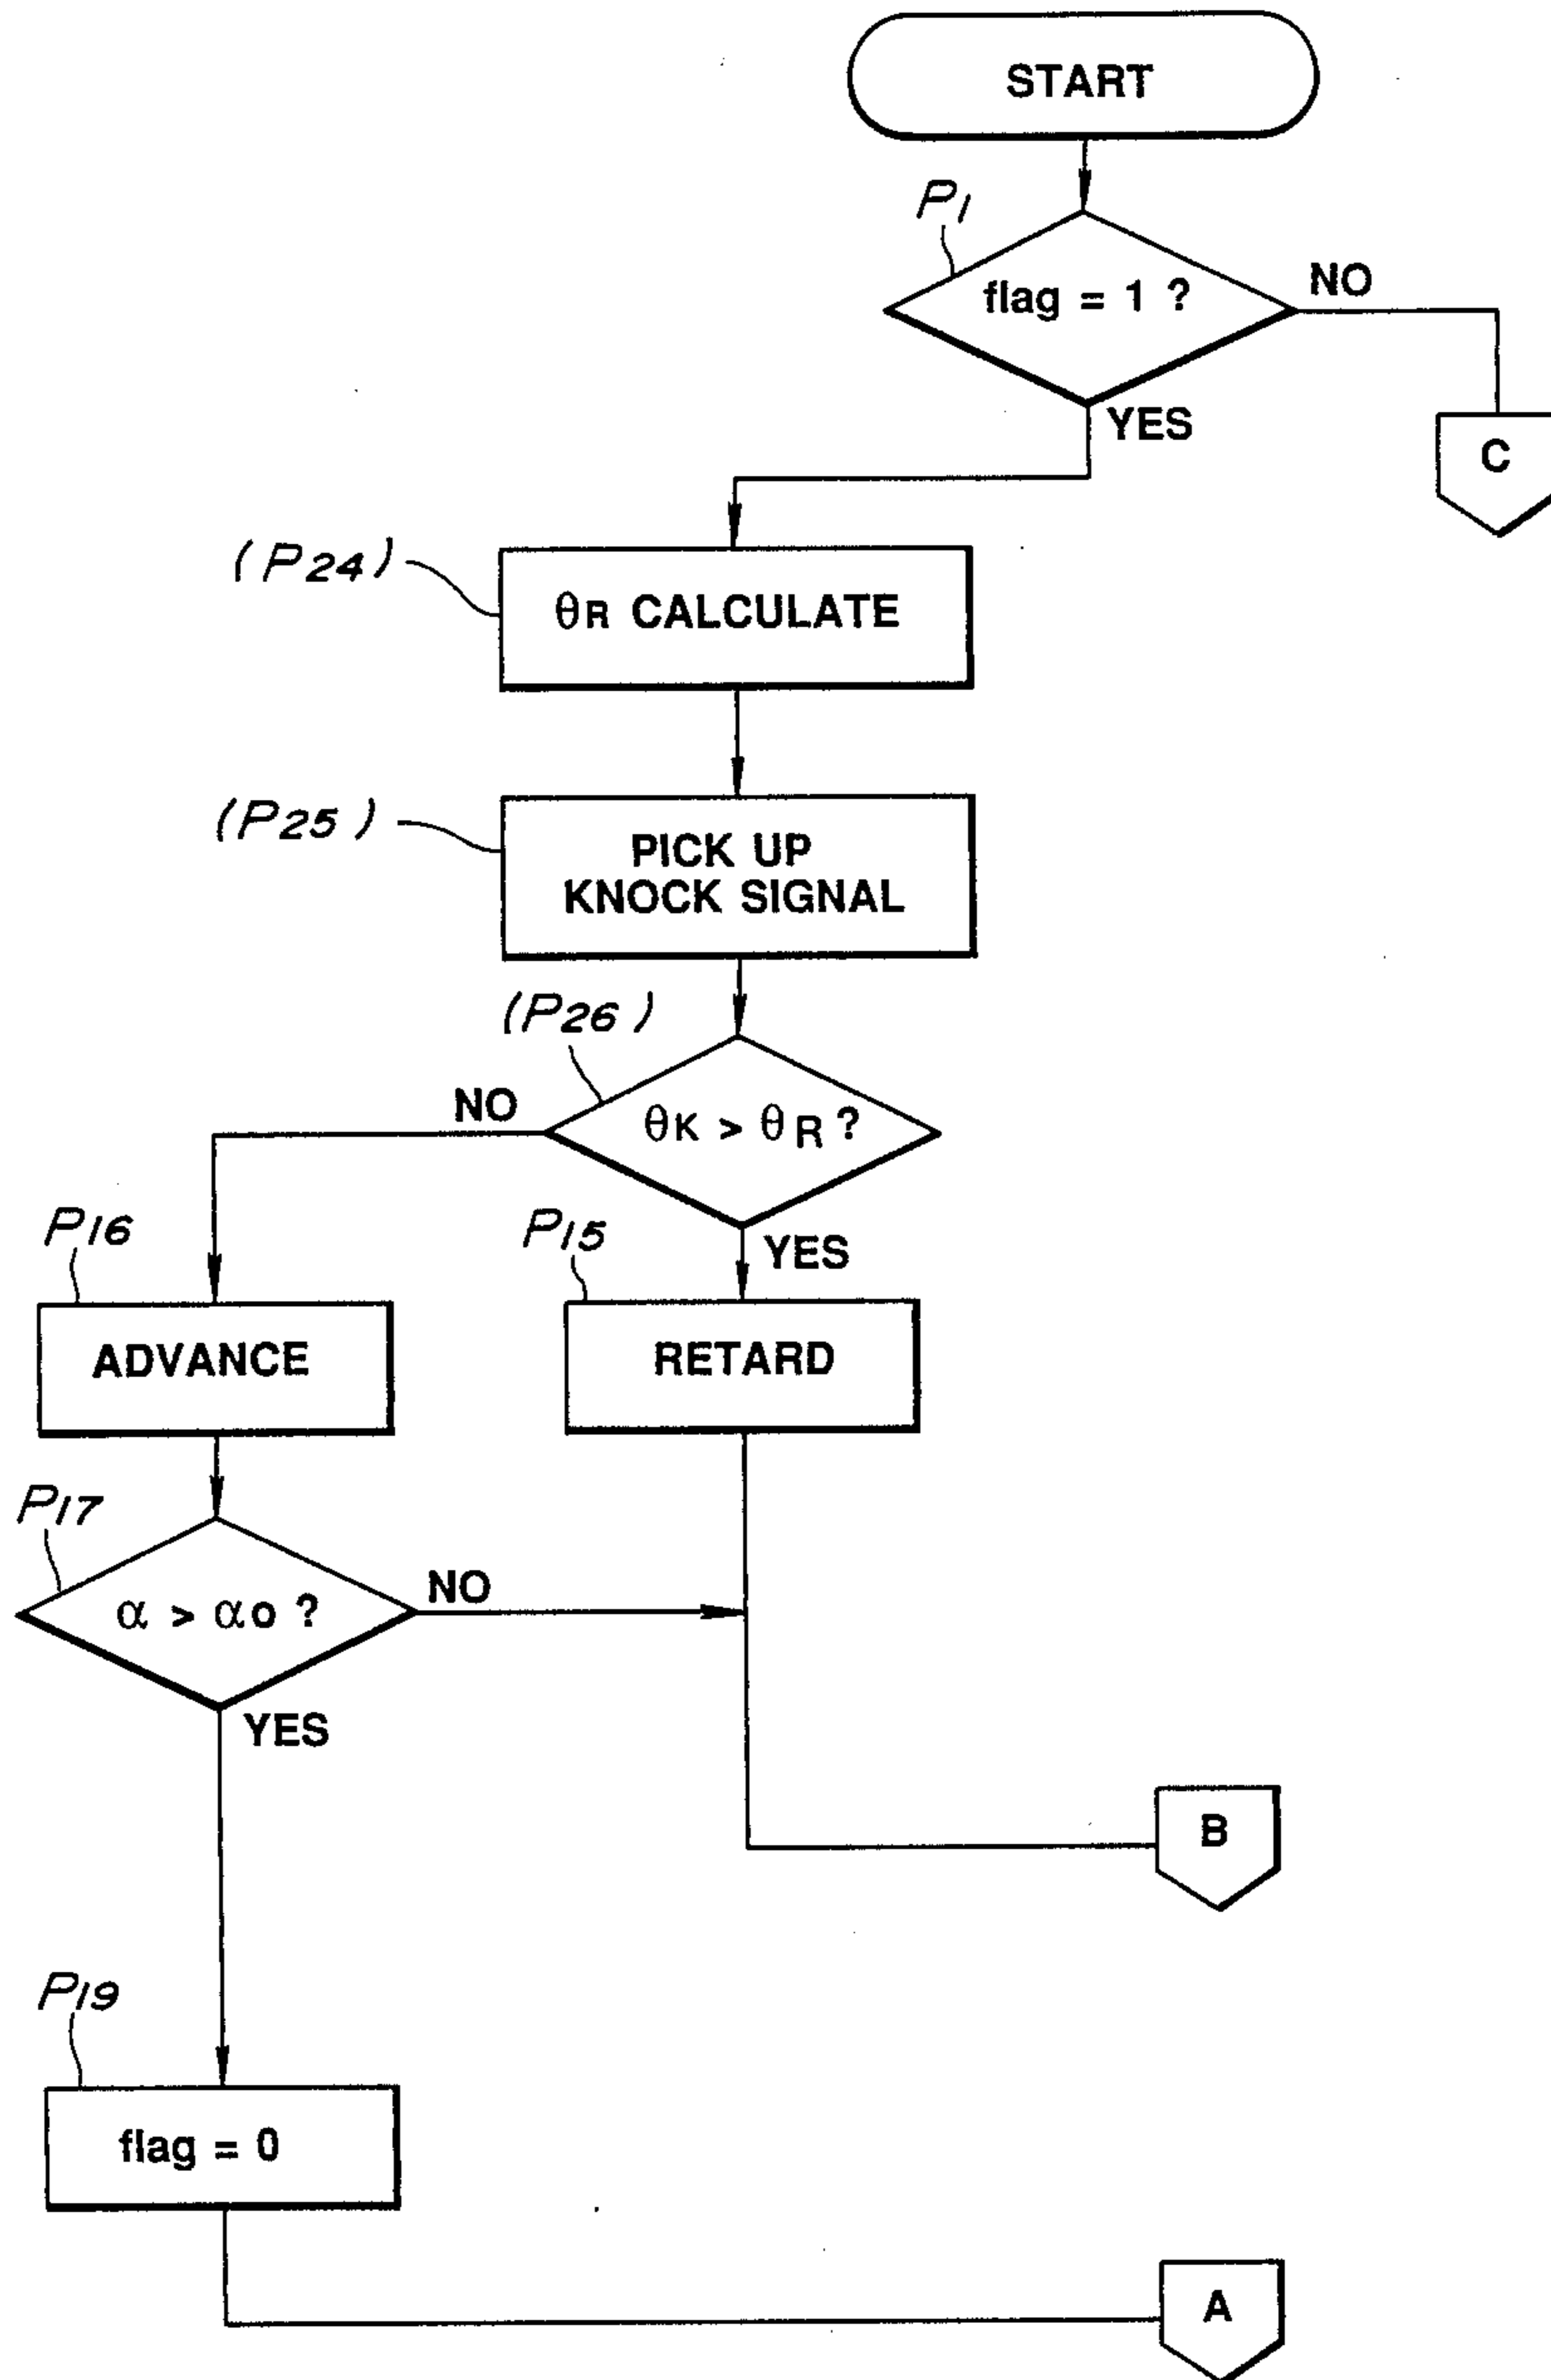 START
P1
flag = 1 ?
NO
YES
C
(P24)
θR CALCULATE
(P25)
PICK UP
KNOCK SIGNAL
(P26)
NO
θK > θR ?
YES
P16
P15
ADVANCE
RETARD
P17
α > αo ?
NO
YES
B
P19
flag = 0
A